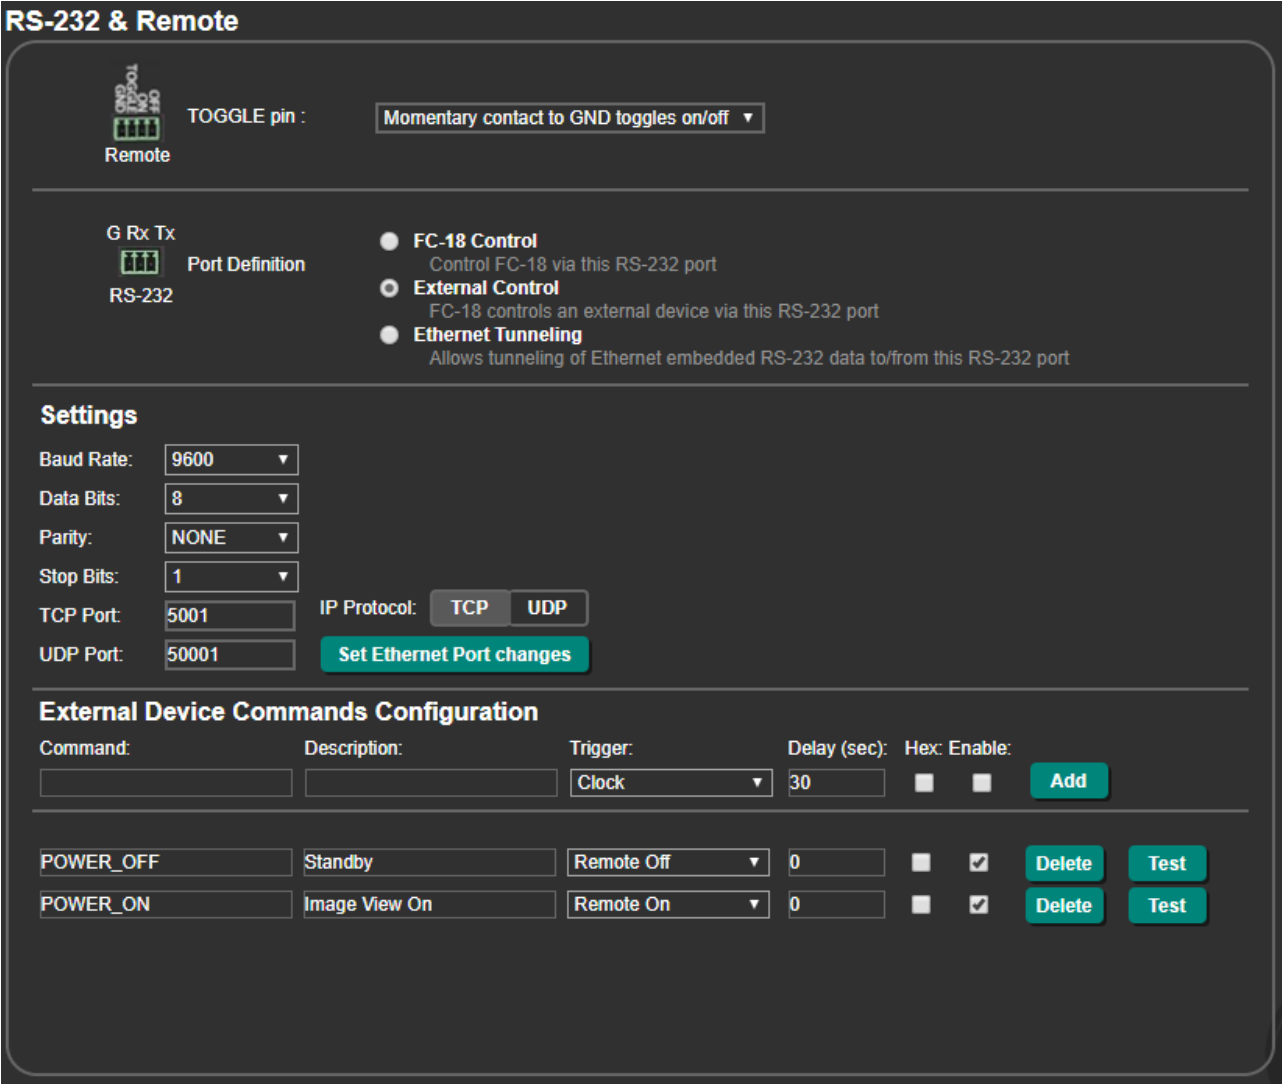 RS-232 & Remote
GND
TOGGLE
ON
OFF
TOGGLE pin :
Momentary contact to GND toggles on/off
Remote
G Rx Tx
Port Definition
RS-232
FC-18 Control
Control FC-18 via this RS-232 port
External Control
FC-18 controls an external device via this RS-232 port
Ethernet Tunneling
Allows tunneling of Ethernet embedded RS-232 data to/from this RS-232 port
Settings
Baud Rate: 9600
Data Bits: 8
Parity: NONE
Stop Bits: 1
TCP Port: 5001 IP Protocol: TCP UDP
UDP Port: 50001 Set Ethernet Port changes
External Device Commands Configuration
Command: Description: Trigger: Delay (sec): Hex: Enable:
Clock 30 Add
POWER_OFF Standby Remote Off 0 Delete Test
POWER_ON Image View On Remote On 0 Delete Test